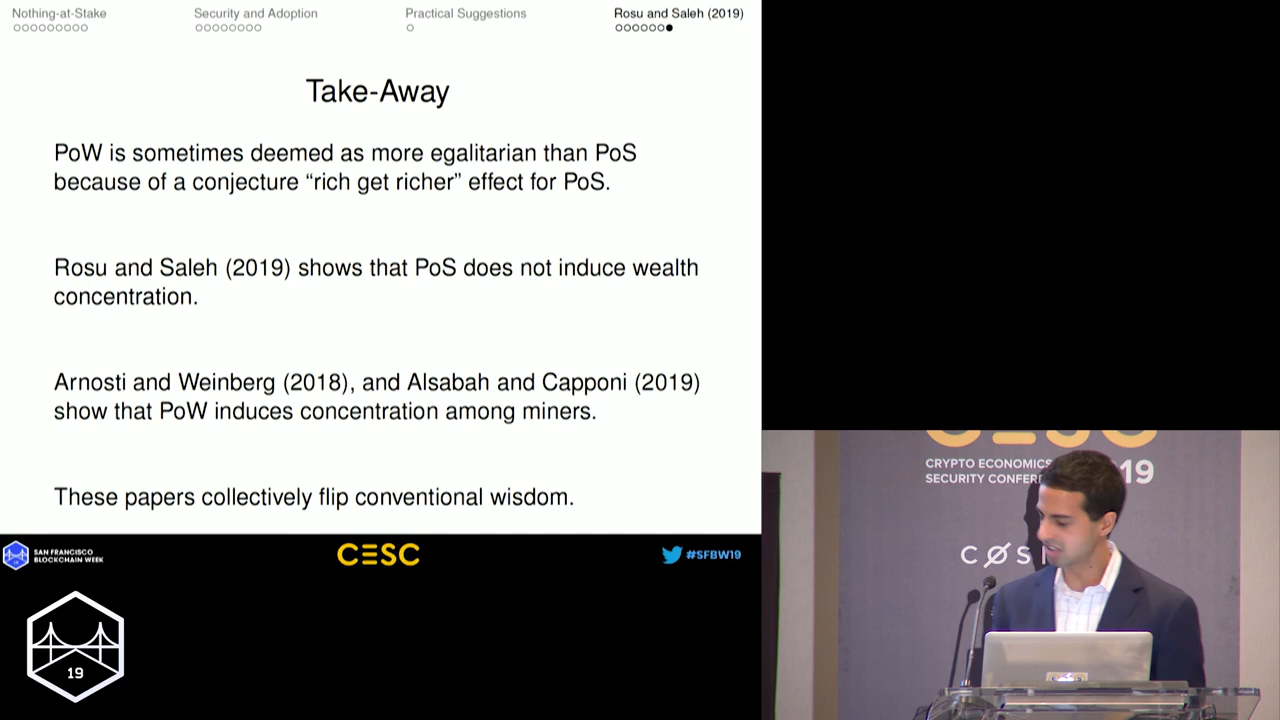 Nothing-at-Stake
Security and Adoption
Practical Suggestions
Rosu and Saleh (2019)
Take-Away
PoW is sometimes deemed as more egalitarian than PoS
because of a conjecture “rich get richer” effect for PoS.
Rosu and Saleh (2019) shows that PoS does not induce wealth
concentration.
Arnosti and Weinberg (2018), and Alsabah and Capponi (2019)
show that PoW induces concentration among miners.
These papers collectively flip conventional wisdom.
SAN FRANCISCO
BLOCKCHAIN WEEK
CESC
#SFBW19
19
CESC
CRYPTO ECONOMICS
SECURITY CONFER
19
CØS